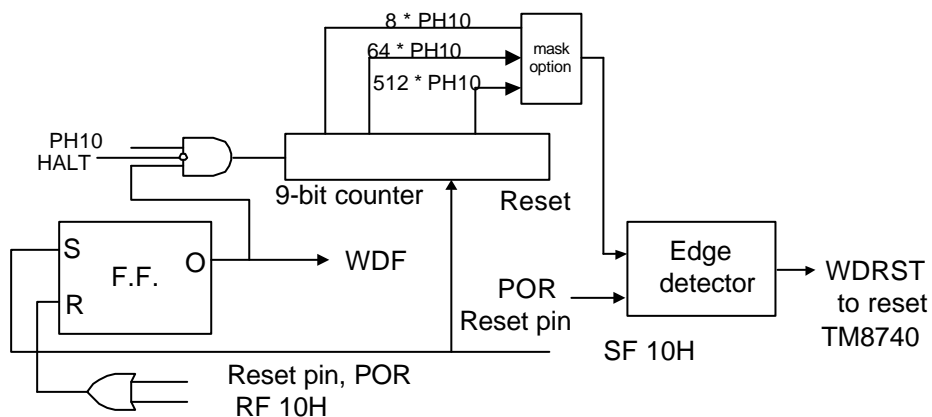 8 * PH10
64 * PH10
512 * PH10
mask
option
PH10
HALT
9-bit counter
Reset
S
R
F.F.
O
WDF
POR
Reset pin
Edge
detector
WDRST
to reset
TM8740
SF 10H
Reset pin, POR
RF 10H